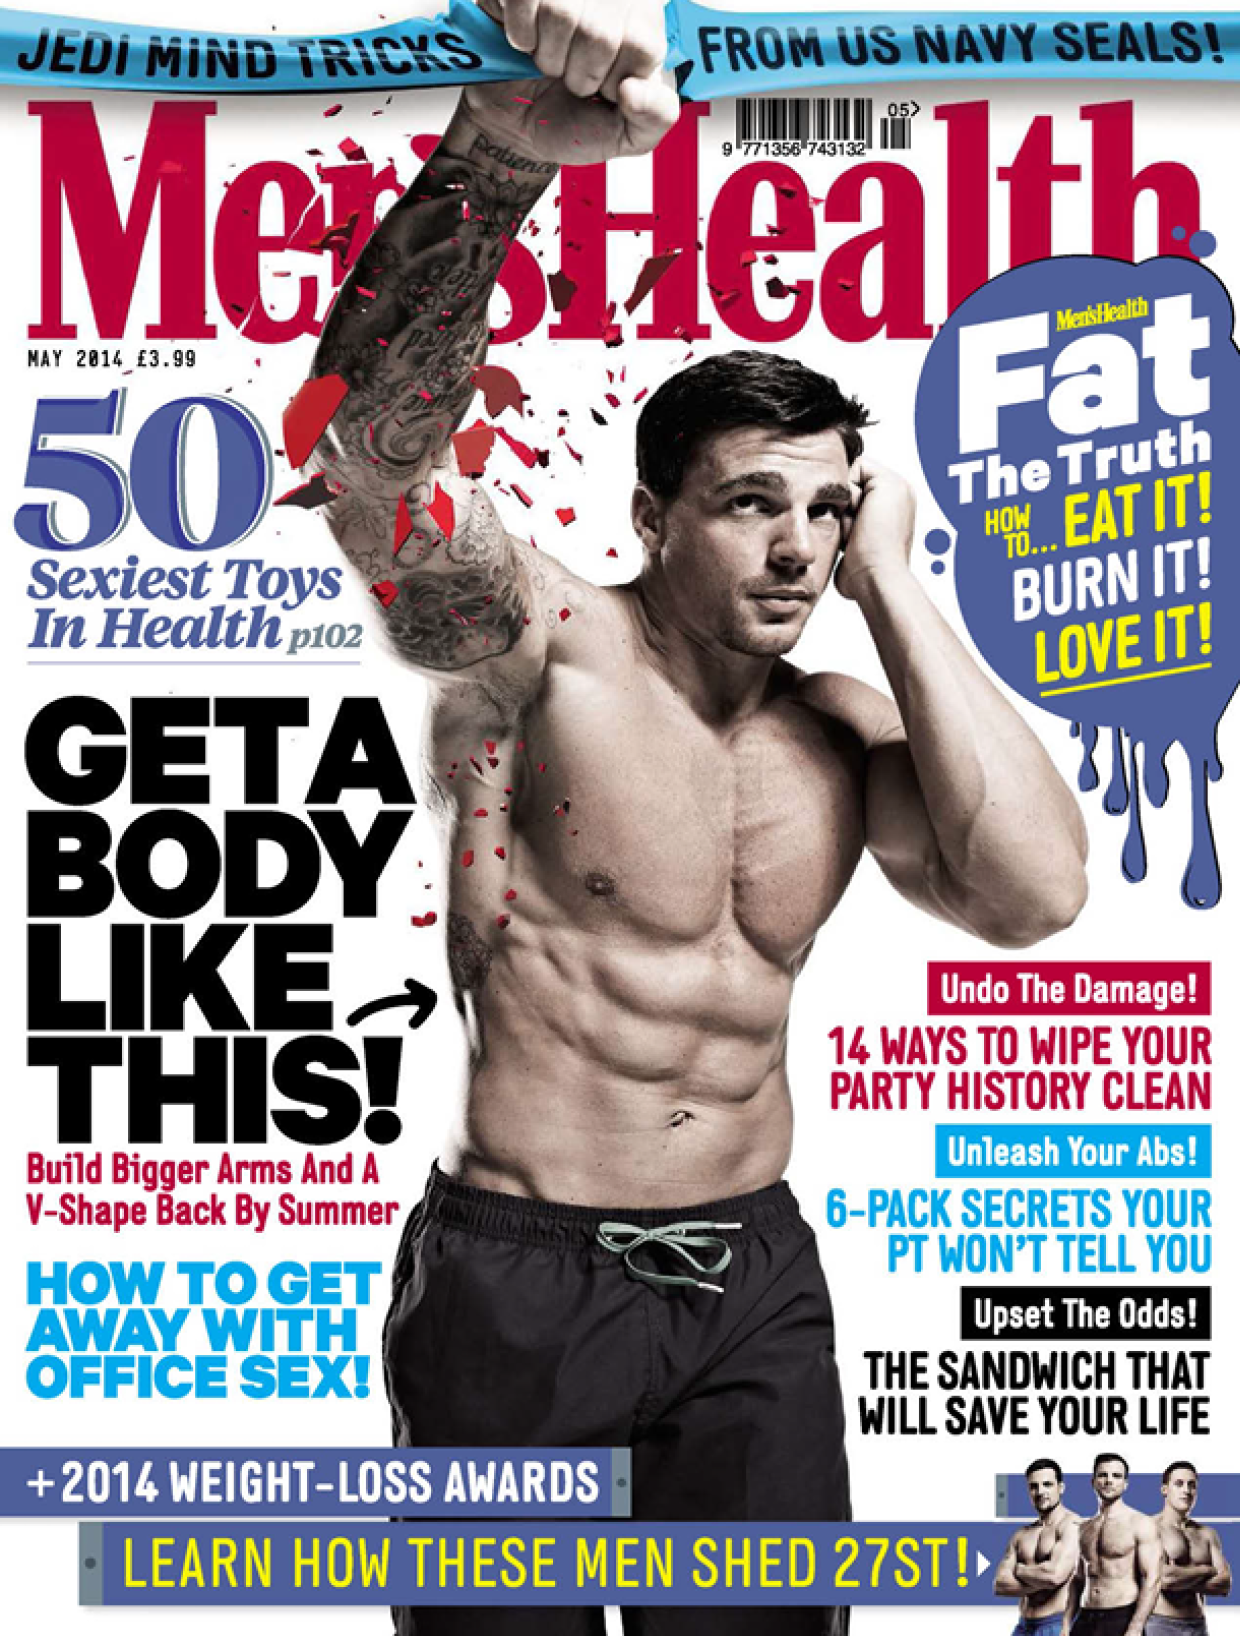 JEDI MIND TRICKS FROM US NAVY SEALS!
Men'sHealth
05>
9 771356 743132
MAY 2014 £3.99
patience
Men'sHealth
Fat
The Truth
HOW TO... EAT IT!
BURN IT!
LOVE IT!
50
Sexiest Toys
In Health p102
GET A
BODY
LIKE
THIS!
Build Bigger Arms And A
V-Shape Back By Summer
HOW TO GET
AWAY WITH
OFFICE SEX!
Undo The Damage!
14 WAYS TO WIPE YOUR
PARTY HISTORY CLEAN
Unleash Your Abs!
6-PACK SECRETS YOUR
PT WON'T TELL YOU
Upset The Odds!
THE SANDWICH THAT
WILL SAVE YOUR LIFE
+2014 WEIGHT-LOSS AWARDS
LEARN HOW THESE MEN SHED 27ST!